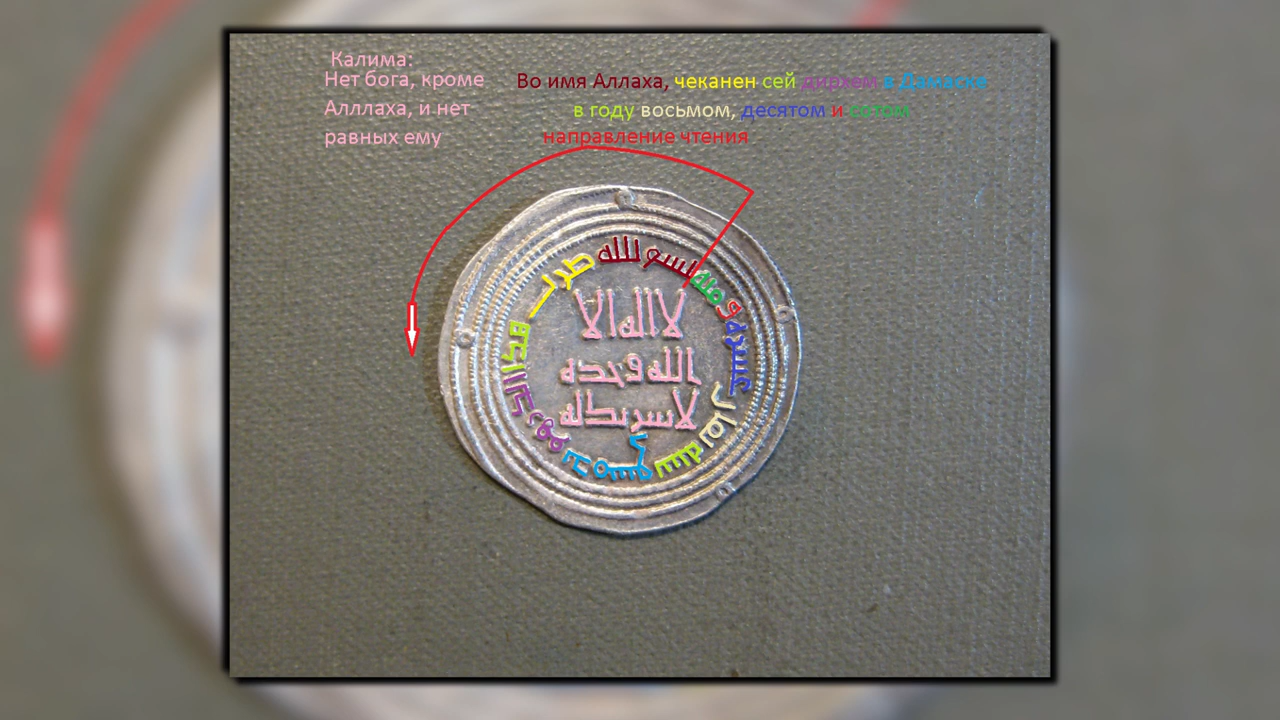 Калима:
Нет бога, кроме
Алллаха, и нет
равных ему
Во имя Аллаха, чеканен сей дирхем в Дамаске
в году восьмом, десятом и сотом
направление чтения
لا اله الا
الله وحده
لا شريك له
بسم الله ضرب هذا الدرهم بدمشق في سنة ثمان عشرة ومئة